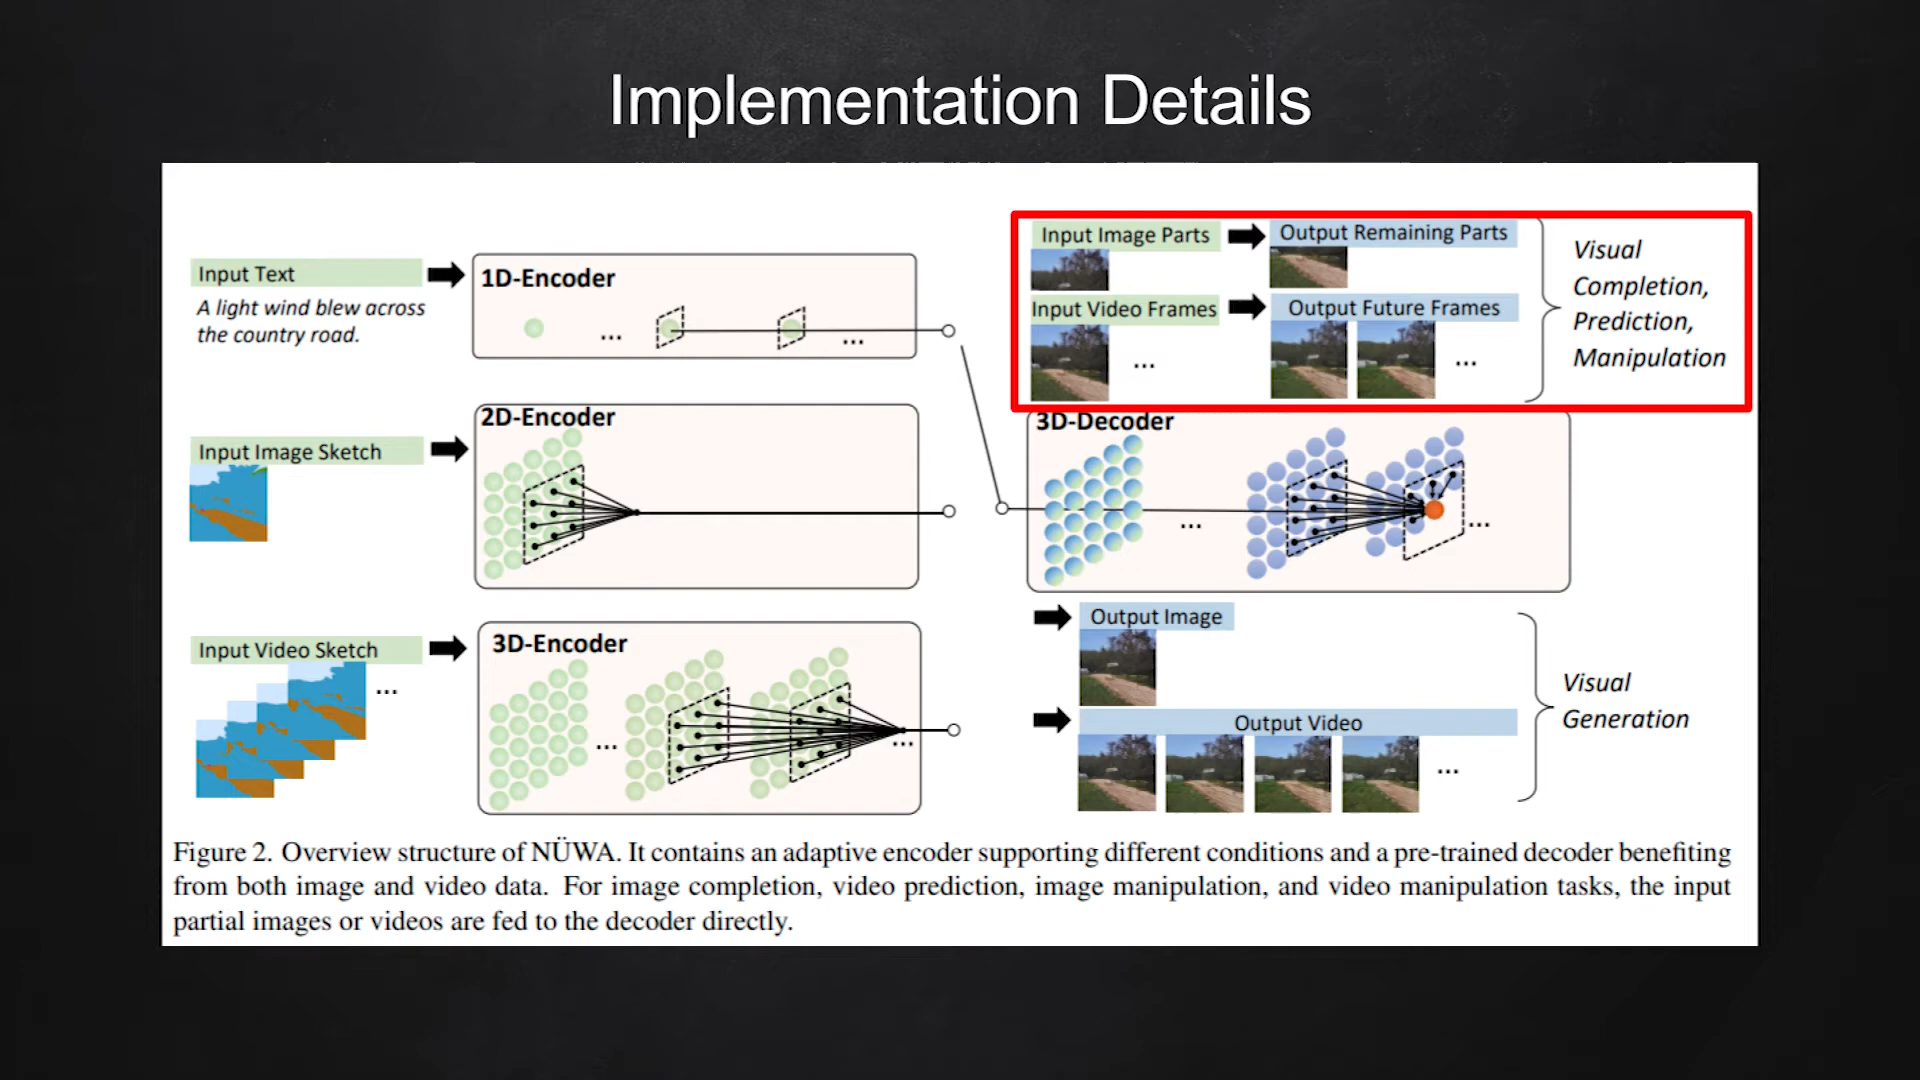 Implementation Details
Input Text
A light wind blew across
the country road.
1D-Encoder
...
...
Input Image Parts
Output Remaining Parts
Input Video Frames
Output Future Frames
...
...
Visual
Completion,
Prediction,
Manipulation
Input Image Sketch
2D-Encoder
3D-Decoder
...
...
Input Video Sketch
...
3D-Encoder
...
...
Output Image
Output Video
...
Visual
Generation
Figure 2. Overview structure of NÜWA. It contains an adaptive encoder supporting different conditions and a pre-trained decoder benefiting
from both image and video data. For image completion, video prediction, image manipulation, and video manipulation tasks, the input
partial images or videos are fed to the decoder directly.